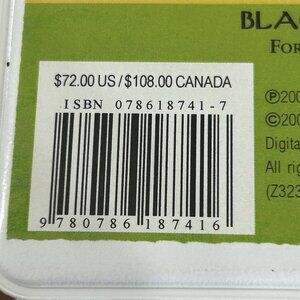 BLA
FOR
$72.00 US / $108.00 CANADA
ISBN 078618741-7
9 780786 187416
℗200
©200
Digita
All rig
(Z323